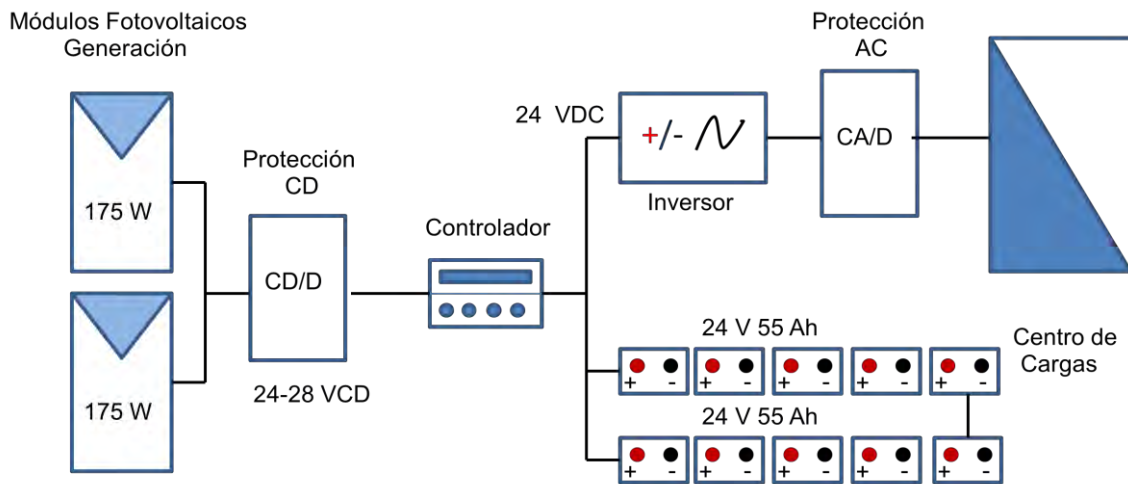 Módulos Fotovoltaicos
Generación
175 W
175 W
Protección
CD
CD/D
24-28 VCD
Controlador
24 VDC
+/-
Inversor
Protección
AC
CA/D
24 V 55 Ah
+ - + - + - + - + -
24 V 55 Ah
+ - + - + - + - + -
Centro de
Cargas